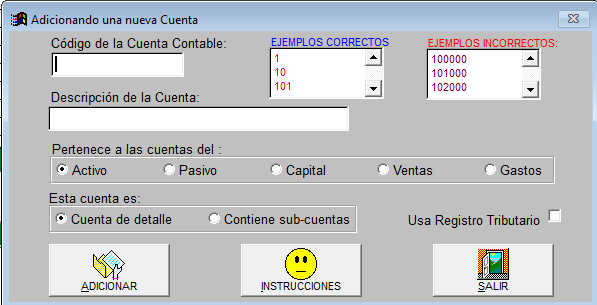 Adicionando una nueva Cuenta
Código de la Cuenta Contable:
EJEMPLOS CORRECTOS
1
10
101
EJEMPLOS INCORRECTOS:
100000
101000
102000
Descripción de la Cuenta:
Pertenece a las cuentas del :
Activo Pasivo Capital Ventas Gastos
Esta cuenta es:
Cuenta de detalle Contiene sub-cuentas Usa Registro Tributario
ADICIONAR INSTRUCCIONES SALIR